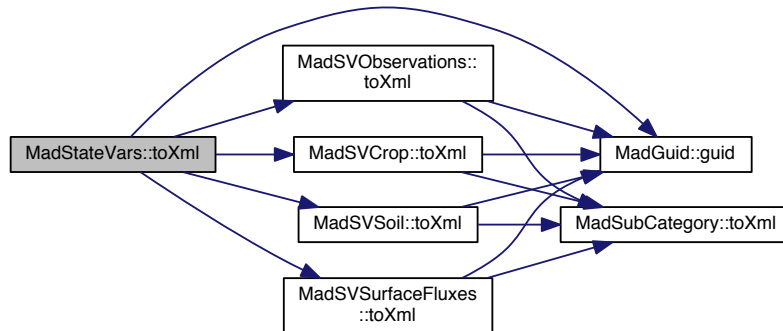 MadStateVars::toXml
MadSVObservations::
toXml
MadSVCrop::toXml
MadSVSoil::toXml
MadSVSurfaceFluxes
::toXml
MadGuid::guid
MadSubCategory::toXml